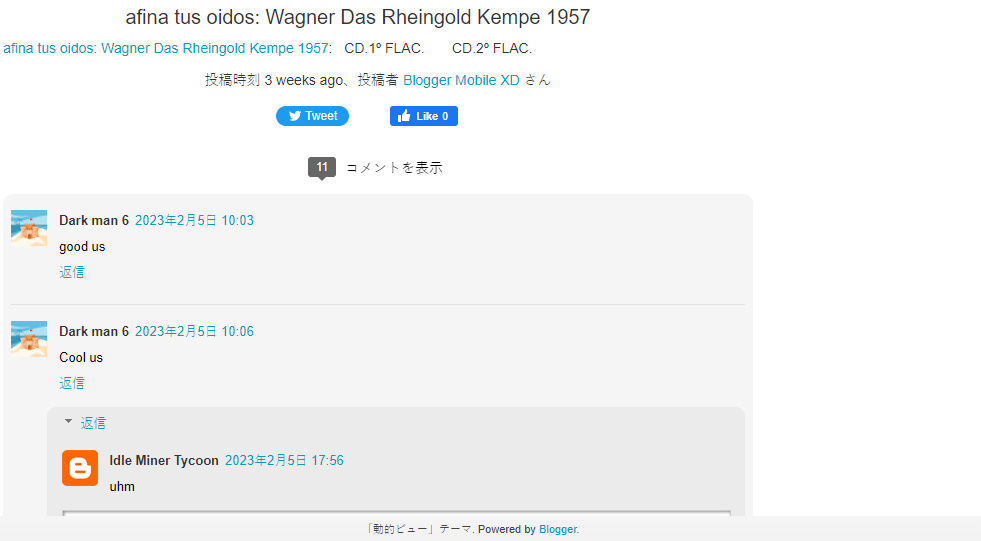 afina tus oidos: Wagner Das Rheingold Kempe 1957
afina tus oidos: Wagner Das Rheingold Kempe 1957: CD.1º FLAC. CD.2º FLAC.
投稿時刻 3 weeks ago、投稿者 Blogger Mobile XD さん
Tweet Like 0
11 コメントを表示
Dark man 6 2023年2月5日 10:03
good us
返信
Dark man 6 2023年2月5日 10:06
Cool us
返信
返信
Idle Miner Tycoon 2023年2月5日 17:56
uhm
「動的ビュー」テーマ. Powered by Blogger.